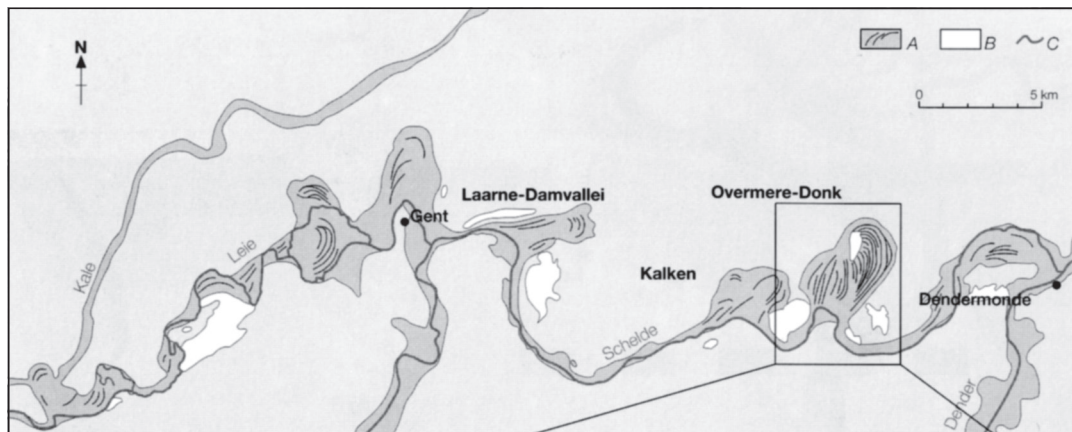 N
A
B
C
0 5 km
Laarne-Damvallei
Overmere-Donk
Gent
Leie
Kale
Kalken
Dendermonde
Schelde
Dender